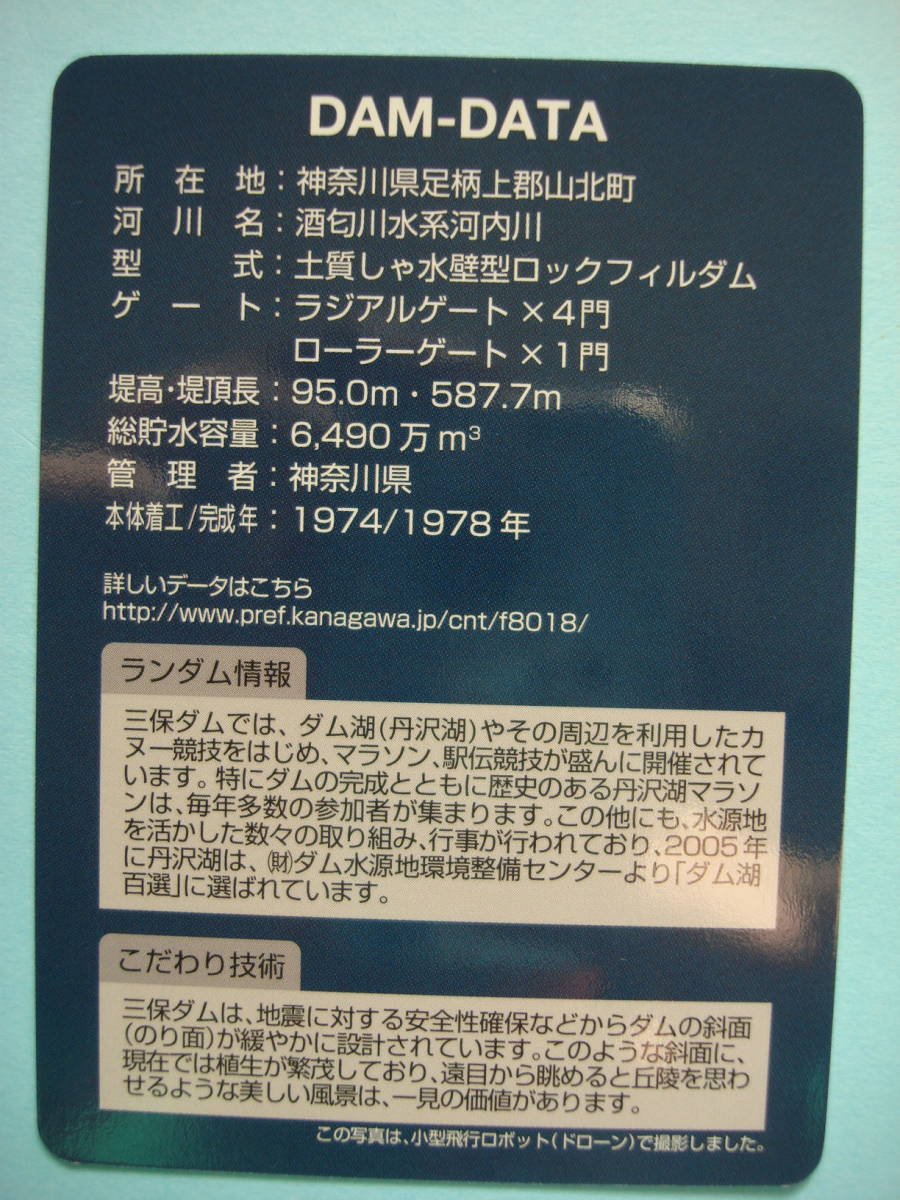 DAM-DATA
所在地：神奈川県足柄上郡山北町
河川名：酒匂川水系河内川
型式：土質しゃ水壁型ロックフィルダム
ゲート：ラジアルゲート×4門
ローラーゲート×1門
堤高・堤頂長：95.0m・587.7m
総貯水容量：6,490万m³
管理者：神奈川県
本体着工/完成年：1974/1978年
詳しいデータはこちら
http://www.pref.kanagawa.jp/cnt/f8018/
ランダム情報
三保ダムでは、ダム湖(丹沢湖)やその周辺を利用したカ
ヌー競技をはじめ、マラソン、駅伝競技が盛んに開催されて
います。特にダムの完成とともに歴史のある丹沢湖マラソ
ンは、毎年多数の参加者が集まります。この他にも、水源地
を活かした数々の取り組み、行事が行われており、2005年
に丹沢湖は、㈶ダム水源地環境整備センターより「ダム湖
百選」に選ばれています。
こだわり技術
三保ダムは、地震に対する安全性確保などからダムの斜面
(のり面)が緩やかに設計されています。このような斜面に、
現在では植生が繁茂しており、遠目から眺めると丘陵を思わ
せるような美しい風景は、一見の価値があります。
この写真は、小型飛行ロボット(ドローン)で撮影しました。